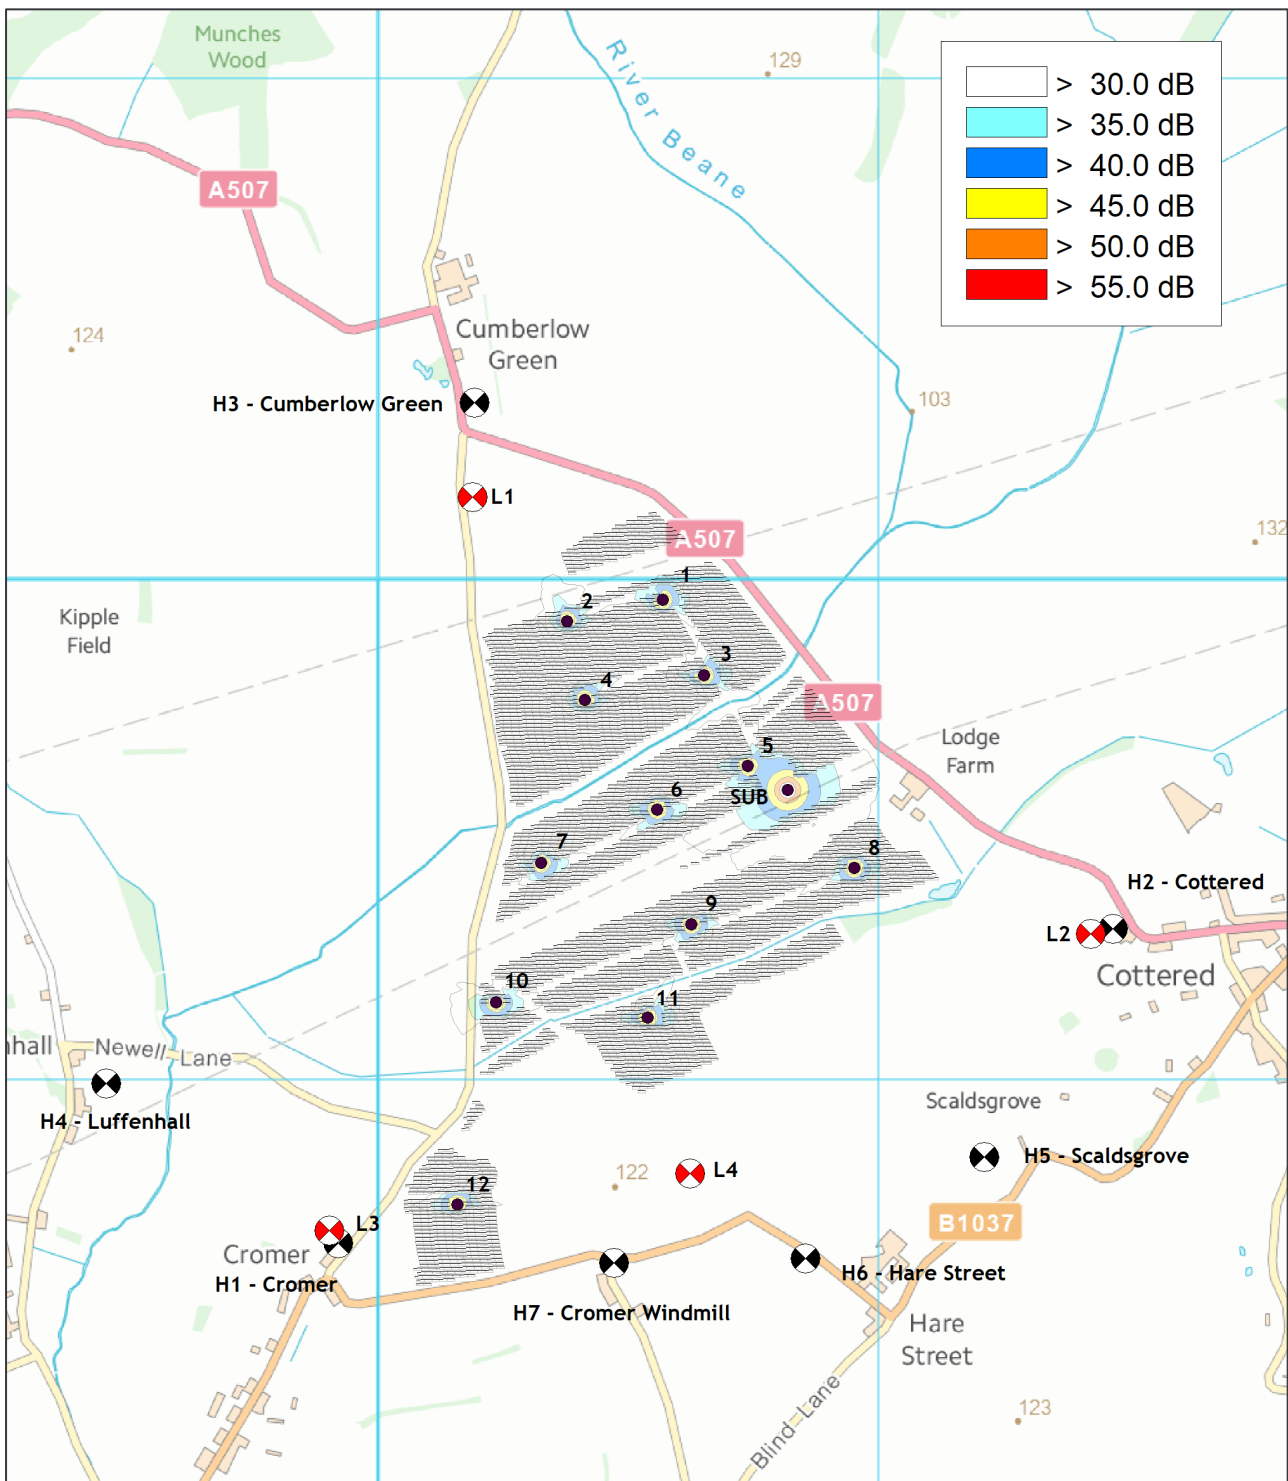 Munches
Wood
129
River Beane
> 30.0 dB
> 35.0 dB
> 40.0 dB
> 45.0 dB
> 50.0 dB
> 55.0 dB
A507
124
Cumberlow
Green
H3 - Cumberlow Green
103
L1
A507
132
Kipple
Field
1
2
3
4
A507
Lodge
Farm
5
SUB
6
7
8
H2 - Cottered
9
L2
Cottered
10
11
hall
Newell Lane
H4 - Luffenhall
Scaldsgrove
H5 - Scaldsgrove
122
L4
12
L3
B1037
Cromer
H1 - Cromer
H6 - Hare Street
H7 - Cromer Windmill
Hare
Street
Blind Lane
123